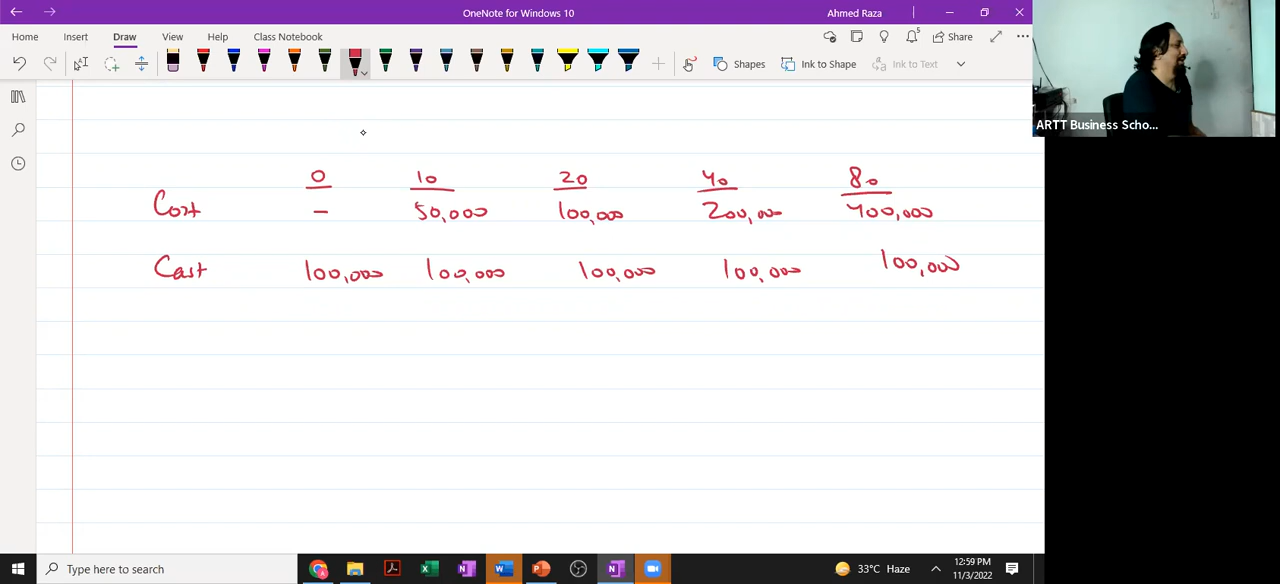 OneNote for Windows 10
Ahmed Raza
Home Insert Draw View Help Class Notebook
5
Share
Shapes
Ink to Shape
Ink to Text
ARTT Business Scho...
0 10 20 40 80
Cost - 50,000 100,000 200,000 400,000
Cost 100,000 100,000 100,000 100,000 100,000
Type here to search
33°C Haze
12:59 PM
11/3/2022